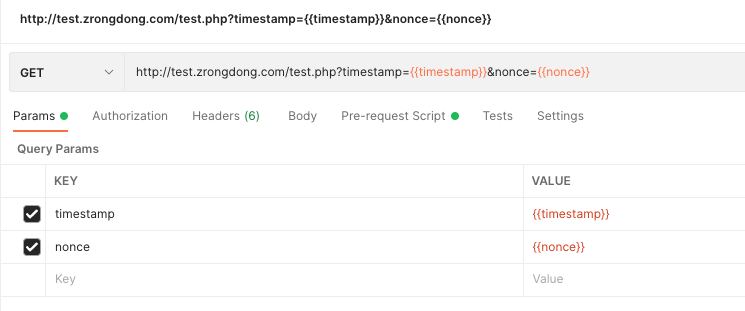 http://test.zrongdong.com/test.php?timestamp={{timestamp}}&nonce={{nonce}}
GET http://test.zrongdong.com/test.php?timestamp={{timestamp}}&nonce={{nonce}}
Params Authorization Headers (6) Body Pre-request Script Tests Settings
Query Params
KEY VALUE
timestamp {{timestamp}}
nonce {{nonce}}
Key Value